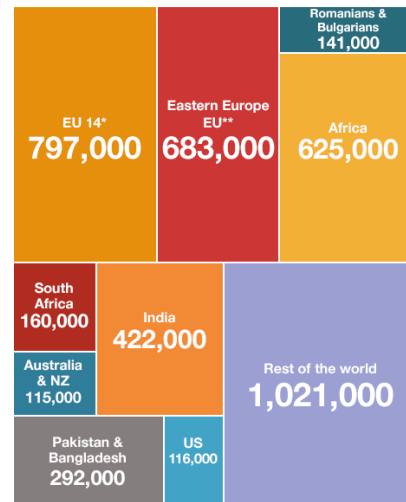 EU 14*
797,000
Eastern Europe
EU**
683,000
Romanians &
Bulgarians
141,000
Africa
625,000
South
Africa
160,000
India
422,000
Rest of the world
1,021,000
Australia
& NZ
115,000
Pakistan &
Bangladesh
292,000
US
116,000